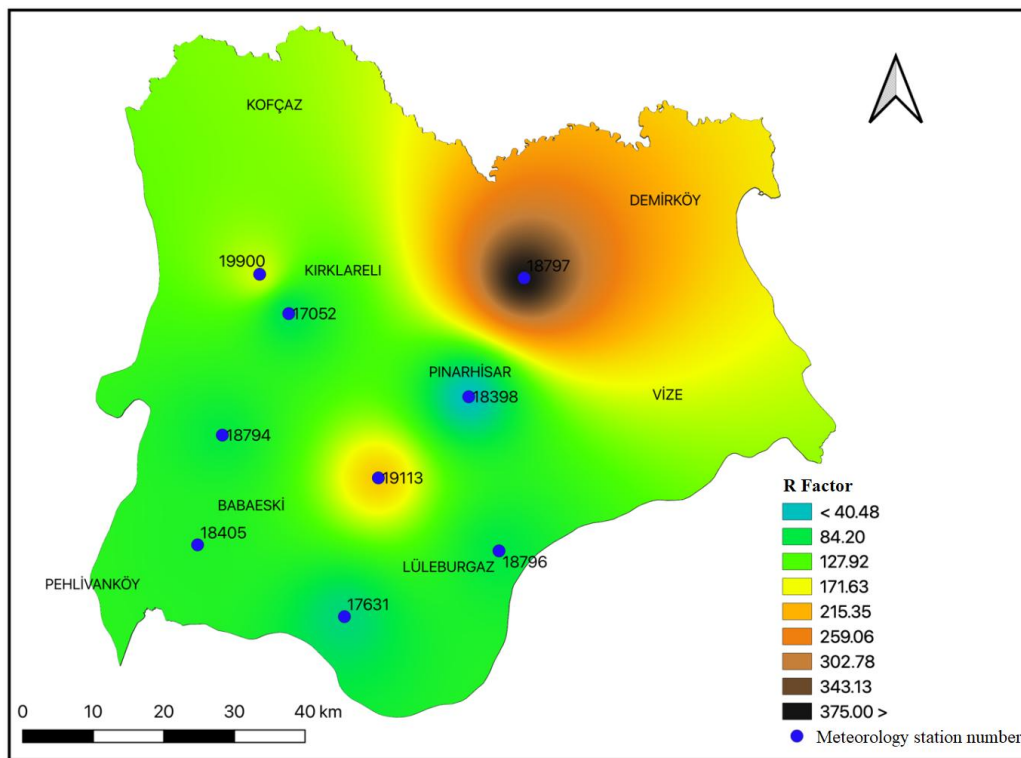 KOFÇAZ
DEMİRKÖY
19900
KIRKLARELI
18797
17052
PINARHİSAR
18398
VİZE
18794
19113
BABAESKİ
18405
LÜLEBURGAZ
18796
PEHLİVANKÖY
17631
R Factor
< 40.48
84.20
127.92
171.63
215.35
259.06
302.78
343.13
375.00 >
Meteorology station number
0 10 20 30 40 km